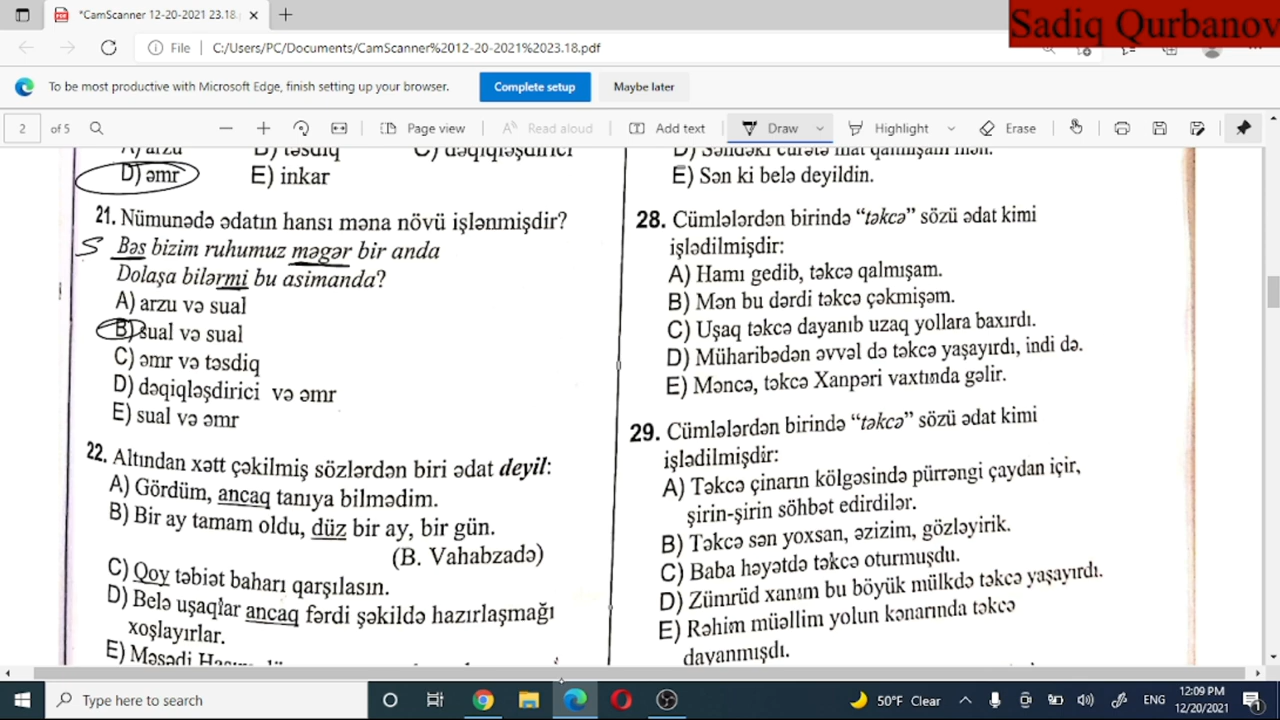 *CamScanner 12-20-2021 23.18.
Sadiq Qurbanov
File
C:/Users/PC/Documents/CamScanner%2012-20-2021%2023.18.pdf
To be most productive with Microsoft Edge, finish setting up your browser.
Complete setup
Maybe later
2 of 5
Page view
Read aloud
Add text
Draw
Highlight
Erase
A) arzu B) təsdiq C) dəqiqləşdirici
D) əmr E) inkar
21. Nümunədə ədatın hansı məna növü işlənmişdir?
S Bəs bizim ruhumuz məgər bir anda
Dolaşa bilərmi bu asimanda?
A) arzu və sual
B) sual və sual
C) əmr və təsdiq
D) dəqiqləşdirici və əmr
E) sual və əmr
22. Altından xətt çəkilmiş sözlərdən biri ədat deyil:
A) Gördüm, ancaq tanıya bilmədim.
B) Bir ay tamam oldu, düz bir ay, bir gün.
(B. Vahabzadə)
C) Qoy təbiət baharı qarşılasın.
D) Belə uşaqlar ancaq fərdi şəkildə hazırlaşmağı
xoşlayırlar.
E) Məşədi
D) Səndəki cürətə mat qalmışam mən.
E) Sən ki belə deyildin.
28. Cümlələrdən birində “təkcə” sözü ədat kimi
işlədilmişdir:
A) Hamı gedib, təkcə qalmışam.
B) Mən bu dərdi təkcə çəkmişəm.
C) Uşaq təkcə dayanıb uzaq yollara baxırdı.
D) Müharibədən əvvəl də təkcə yaşayırdı, indi də.
E) Məncə, təkcə Xanpəri vaxtında gəlir.
29. Cümlələrdən birində “təkcə” sözü ədat kimi
işlədilmişdir:
A) Təkcə çinarın kölgəsində pürrəngi çaydan içir,
şirin-şirin söhbət edirdilər.
B) Təkcə sən yoxsan, əzizim, gözləyirik.
C) Baba həyətdə təkcə oturmuşdu.
D) Zümrüd xanım bu böyük mülkdə təkcə yaşayırdı.
E) Rəhim müəllim yolun kənarında təkcə
dayanmışdı.
Type here to search
50°F Clear
ENG
12:09 PM
12/20/2021
1